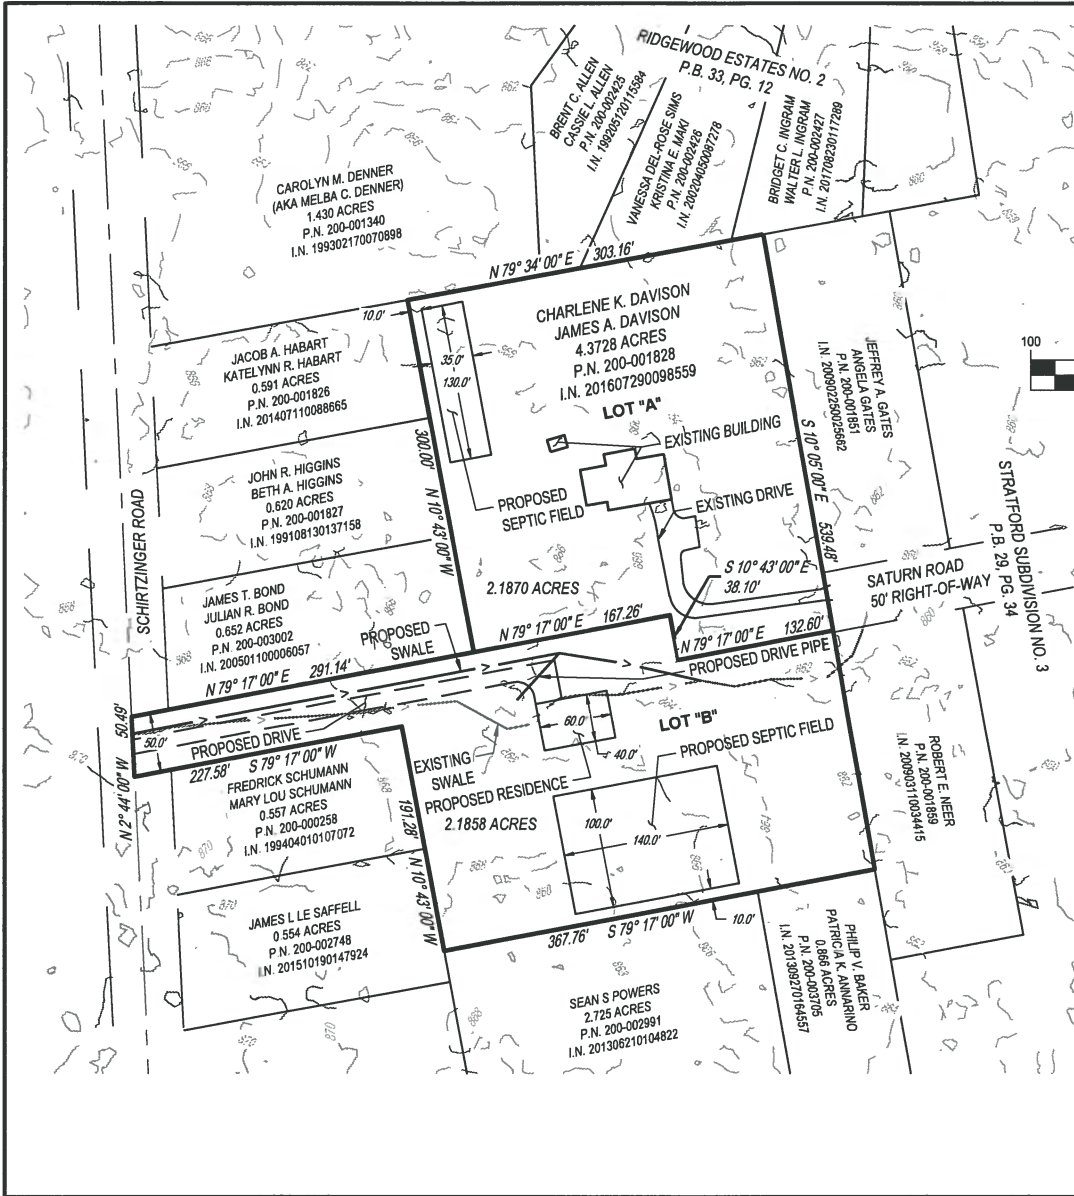 RIDGEWOOD ESTATES NO. 2
P.B. 33, PG. 12
BRENT C. ALLEN
CASSIE L. ALLEN
P.N. 200-002425
I.N. 199205120115584
VANESSA DEL-ROSE SIMS
KRISTINA E. MAKI
P.N. 200-002426
I.N. 200204050087278
BRIDGET C. INGRAM
WALTER L. INGRAM
P.N. 200-002427
I.N. 201708230117289
CAROLYN M. DENNER
(AKA MELBA C. DENNER)
1.430 ACRES
P.N. 200-001340
I.N. 199302170070898
N 79° 34' 00" E 303.16'
10.0'
35.0'
130.0'
CHARLENE K. DAVISON
JAMES A. DAVISON
4.3728 ACRES
P.N. 200-001828
I.N. 201607290098559
LOT "A"
JACOB A. HABART
KATELYNN R. HABART
0.591 ACRES
P.N. 200-001826
I.N. 201407110088665
JEFFREY A. GATES
ANGELA GATES
P.N. 200-001851
I.N. 200902250025662
100
EXISTING BUILDING
PROPOSED
SEPTIC FIELD
EXISTING DRIVE
S 10° 05' 00" E 539.48'
300.00' N 10° 43' 00" W
JOHN R. HIGGINS
BETH A. HIGGINS
0.620 ACRES
P.N. 200-001827
I.N. 199108130137158
SCHIRTZINGER ROAD
STRATFORD SUBDIVISION NO. 3
P.B. 29, PG. 34
SATURN ROAD
50' RIGHT-OF-WAY
S 10° 43' 00" E
38.10'
2.1870 ACRES
JAMES T. BOND
JULIAN R. BOND
0.652 ACRES
P.N. 200-003002
I.N. 200501100006057
PROPOSED
SWALE
N 79° 17' 00" E 167.26'
N 79° 17' 00" E 132.60'
N 79° 17' 00" E 291.14'
PROPOSED DRIVE PIPE
50.49'
50.0'
PROPOSED DRIVE
N 2° 44' 00" W
227.58' S 79° 17' 00" W
LOT "B"
60.0'
40.0'
EXISTING
SWALE
PROPOSED SEPTIC FIELD
PROPOSED RESIDENCE
2.1858 ACRES
FREDRICK SCHUMANN
MARY LOU SCHUMANN
0.557 ACRES
P.N. 200-000258
I.N. 199404010107072
191.28' N 10° 43' 00" W
100.0'
140.0'
ROBERT E. NEER
P.N. 200-001859
I.N. 200903110034415
JAMES L LE SAFFELL
0.554 ACRES
P.N. 200-002748
I.N. 201510190147924
367.76' S 79° 17' 00" W
10.0'
PHILIP V. BAKER
PATRICIA K. ANNARINO
0.866 ACRES
P.N. 200-003705
I.N. 201309270164557
SEAN S POWERS
2.725 ACRES
P.N. 200-002991
I.N. 201306210104822